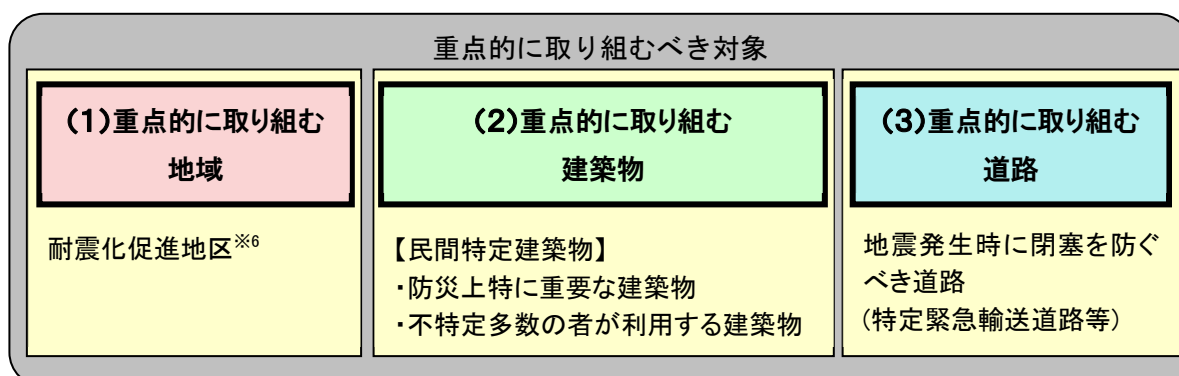 重点的に取り組むべき対象
(1)重点的に取り組む
地域
耐震化促進地区※6
(2)重点的に取り組む
建築物
【民間特定建築物】
・防災上特に重要な建築物
・不特定多数の者が利用する建築物
(3)重点的に取り組む
道路
地震発生時に閉塞を防ぐ
べき道路
(特定緊急輸送道路等)